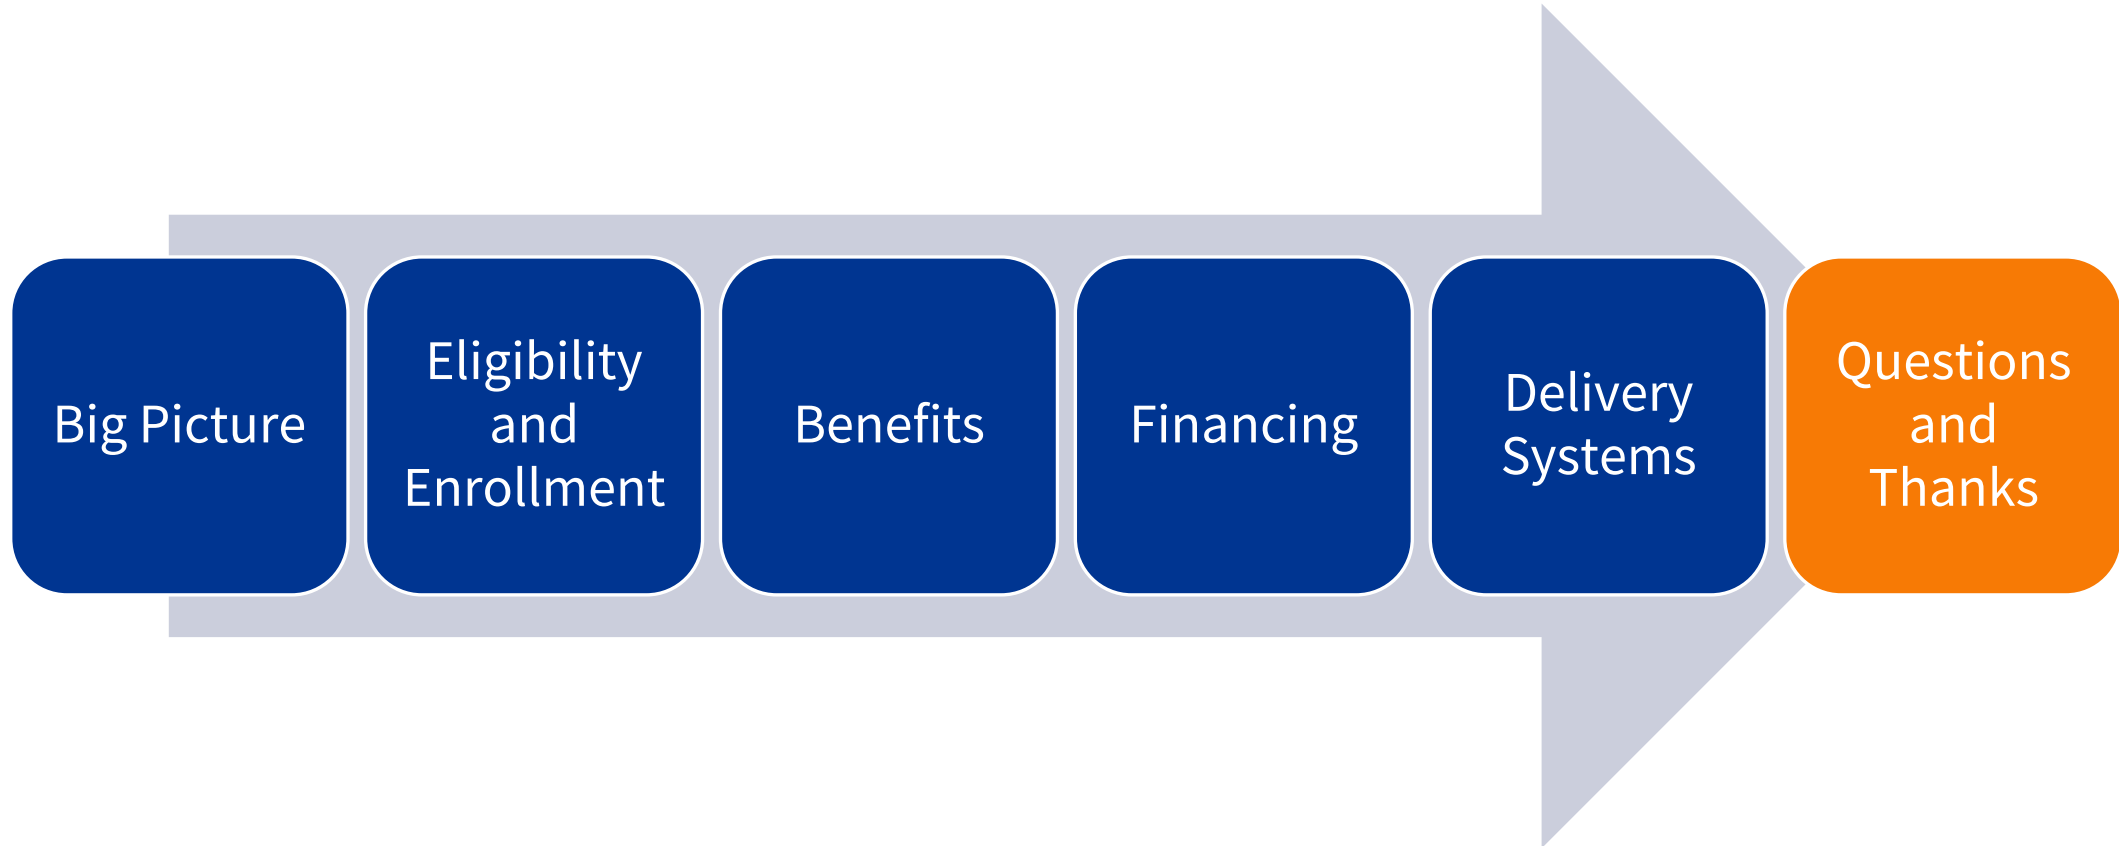 Big Picture
Eligibility
and
Enrollment
Benefits
Financing
Delivery
Systems
Questions
and
Thanks